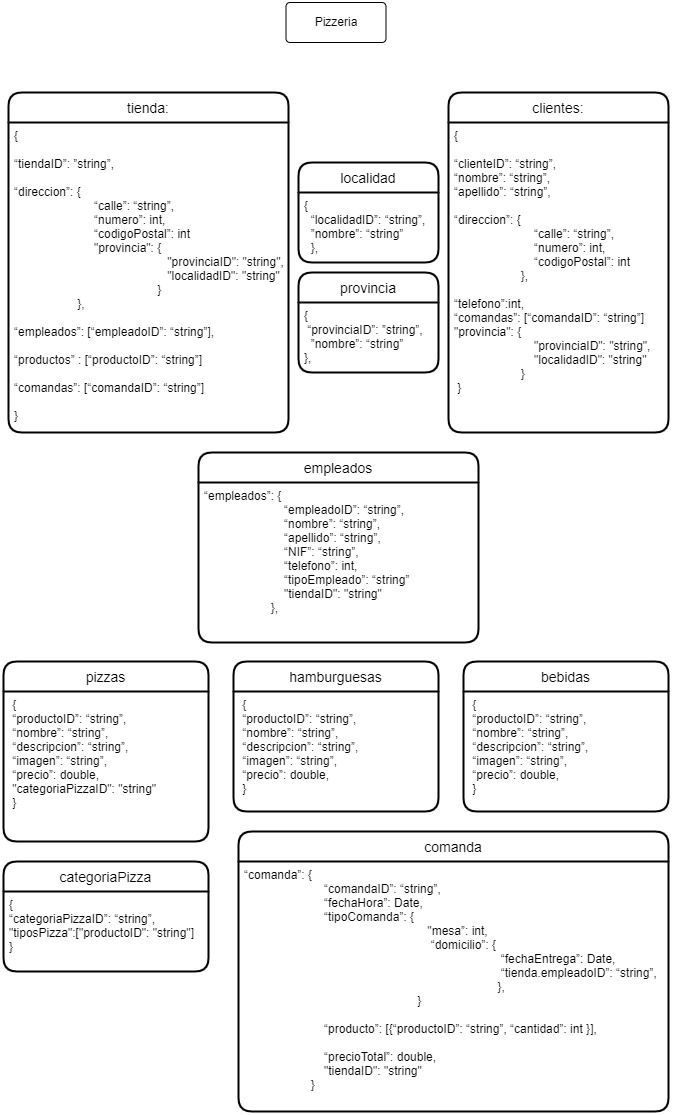 Pizzeria
tienda:
{
“tiendaID”: ”string”,
“direccion”: {
“calle”: “string”,
“numero”: int,
“codigoPostal”: int
"provincia": {
"provinciaID": "string",
"localidadID": "string"
}
},
“empleados”: [“empleadoID”: “string”],
“productos” : [“productoID”: “string”]
“comandas”: [“comandaID”: “string”]
}
localidad
{
“localidadID”: “string”,
”nombre”: “string”
},
provincia
{
“provinciaID”: ”string”,
”nombre”: “string”
},
clientes:
{
“clienteID”: “string”,
“nombre”: “string”,
“apellido”: “string”,
“direccion”: {
“calle”: “string”,
“numero”: int,
“codigoPostal”: int
},
“telefono”:int,
“comandas”: [“comandaID”: “string”]
"provincia": {
"provinciaID": "string",
"localidadID": "string"
}
}
empleados
“empleados”: {
“empleadoID”: “string”,
“nombre”: “string”,
“apellido”: “string”,
“NIF”: “string”,
“telefono”: int,
“tipoEmpleado”: “string”
"tiendaID": "string"
},
pizzas
{
“productoID”: “string”,
“nombre”: “string”,
“descripcion”: “string”,
“imagen”: “string”,
“precio”: double,
"categoriaPizzaID": "string"
}
hamburguesas
{
“productoID”: “string”,
“nombre”: “string”,
“descripcion”: “string”,
“imagen”: “string”,
“precio”: double,
}
bebidas
{
“productoID”: “string”,
“nombre”: “string”,
“descripcion”: “string”,
“imagen”: “string”,
“precio”: double,
}
categoriaPizza
{
“categoriaPizzaID”: “string”,
"tiposPizza":["productoID": "string"]
}
comanda
“comanda”: {
“comandaID”: “string”,
“fechaHora”: Date,
“tipoComanda”: {
”mesa”: int,
“domicilio”: {
“fechaEntrega”: Date,
“tienda.empleadoID”: “string”,
},
}
“producto”: [{“productoID”: “string”, “cantidad”: int }],
“precioTotal”: double,
"tiendaID": "string"
}